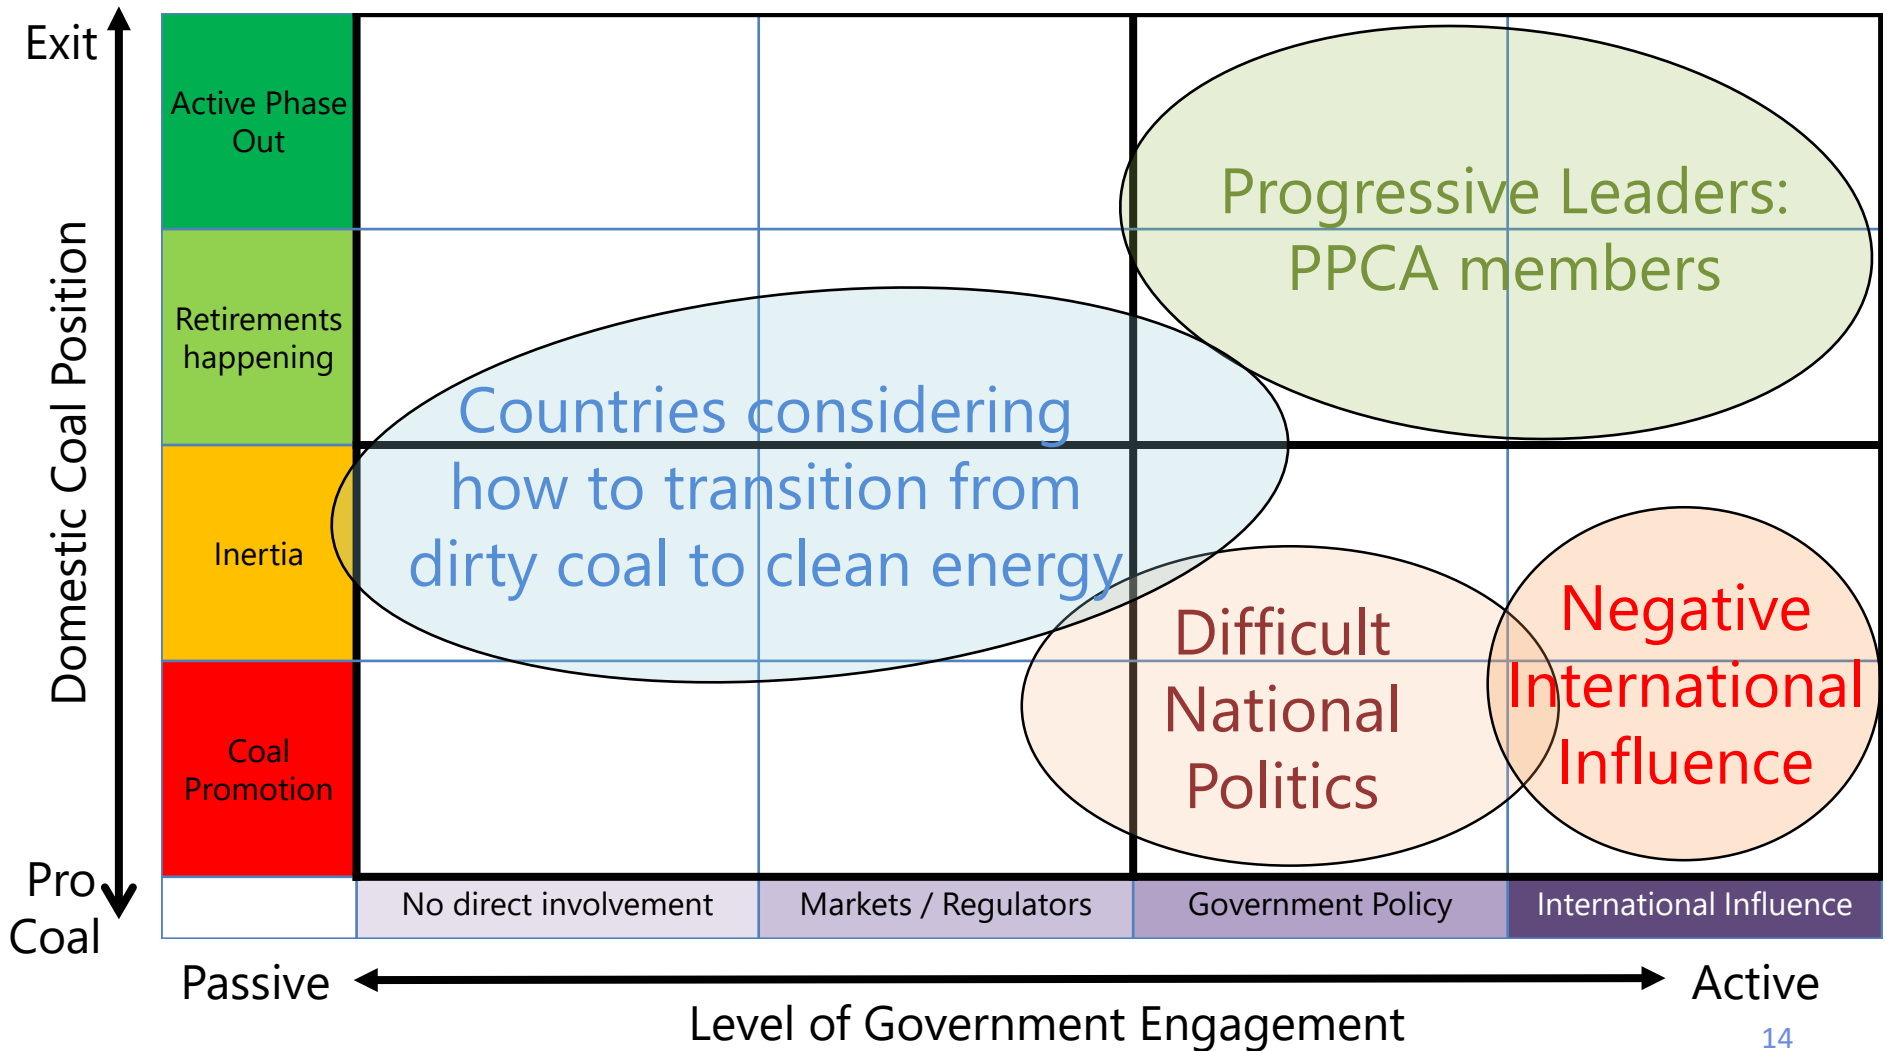 Exit
Domestic Coal Position
Pro
Coal
Active Phase
Out
Retirements
happening
Inertia
Coal
Promotion
Progressive Leaders:
PPCA members
Countries considering
how to transition from
dirty coal to clean energy
Difficult
National
Politics
Negative
International
Influence
No direct involvement
Markets / Regulators
Government Policy
International Influence
Passive
Active
Level of Government Engagement
14